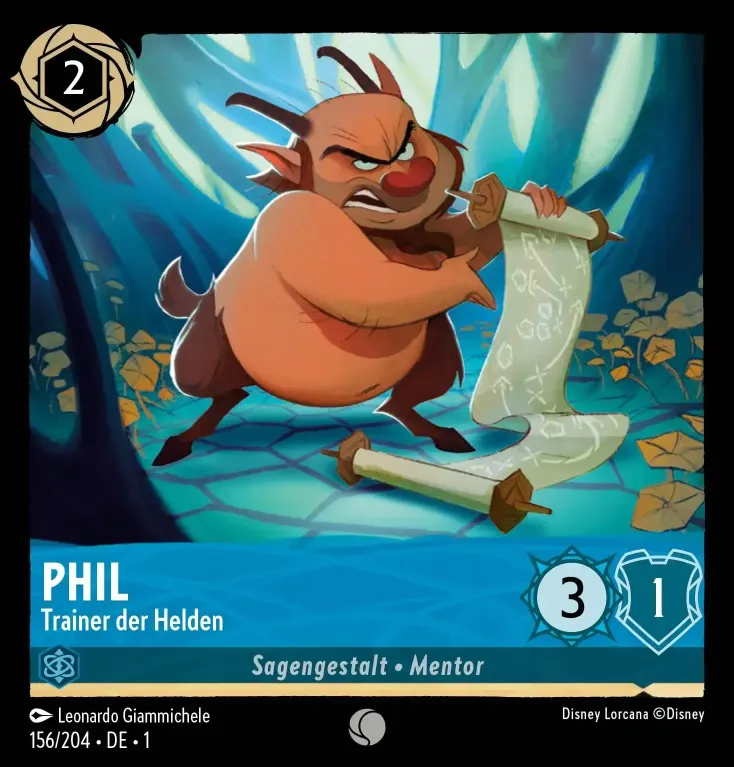 2
PHIL
Trainer der Helden
3
1
Sagengestalt • Mentor
Leonardo Giammichele
Disney Lorcana ©Disney
156/204 • DE • 1